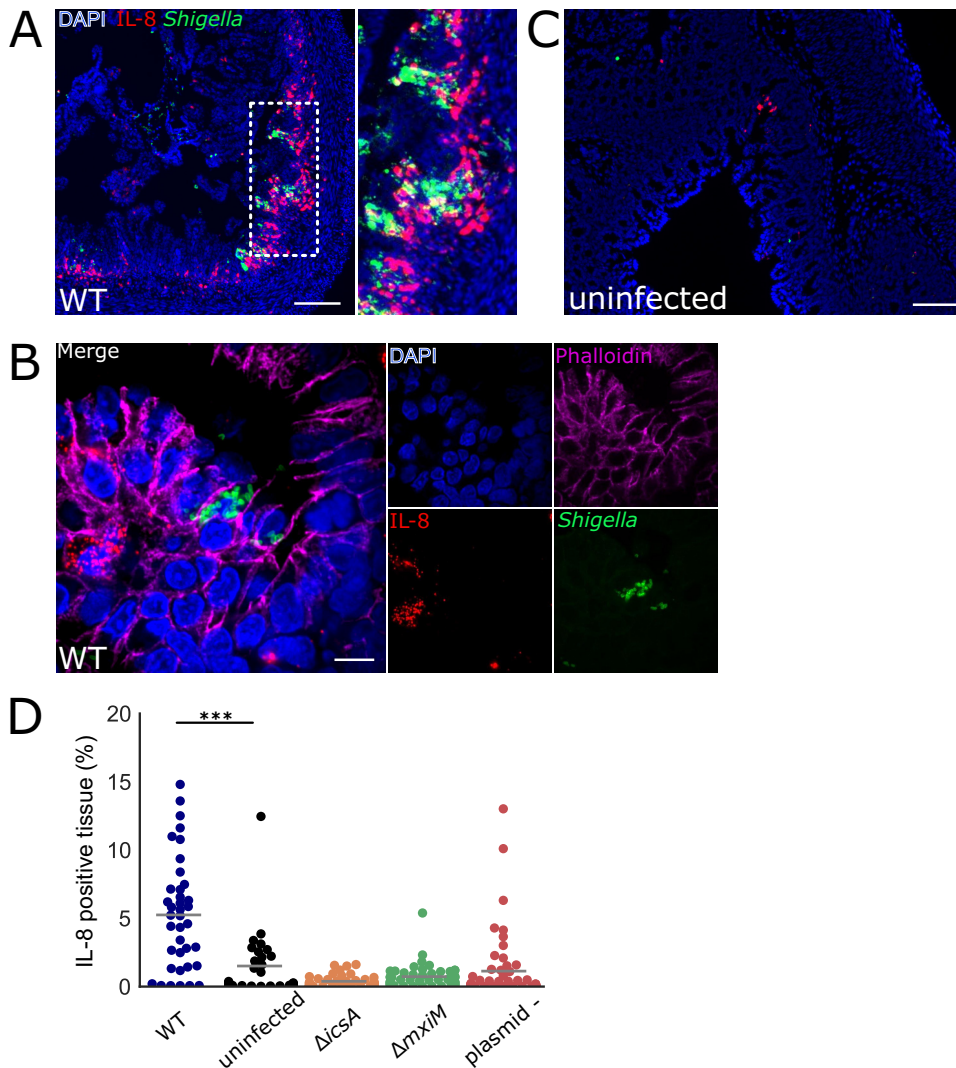 A
DAPI IL-8 Shigella
WT
C
uninfected
B
Merge
WT
DAPI
Phalloidin
IL-8
Shigella
D
IL-8 positive tissue (%)
20
15
10
5
0
***
WT
uninfected
ΔicsA
ΔmxiM
plasmid -